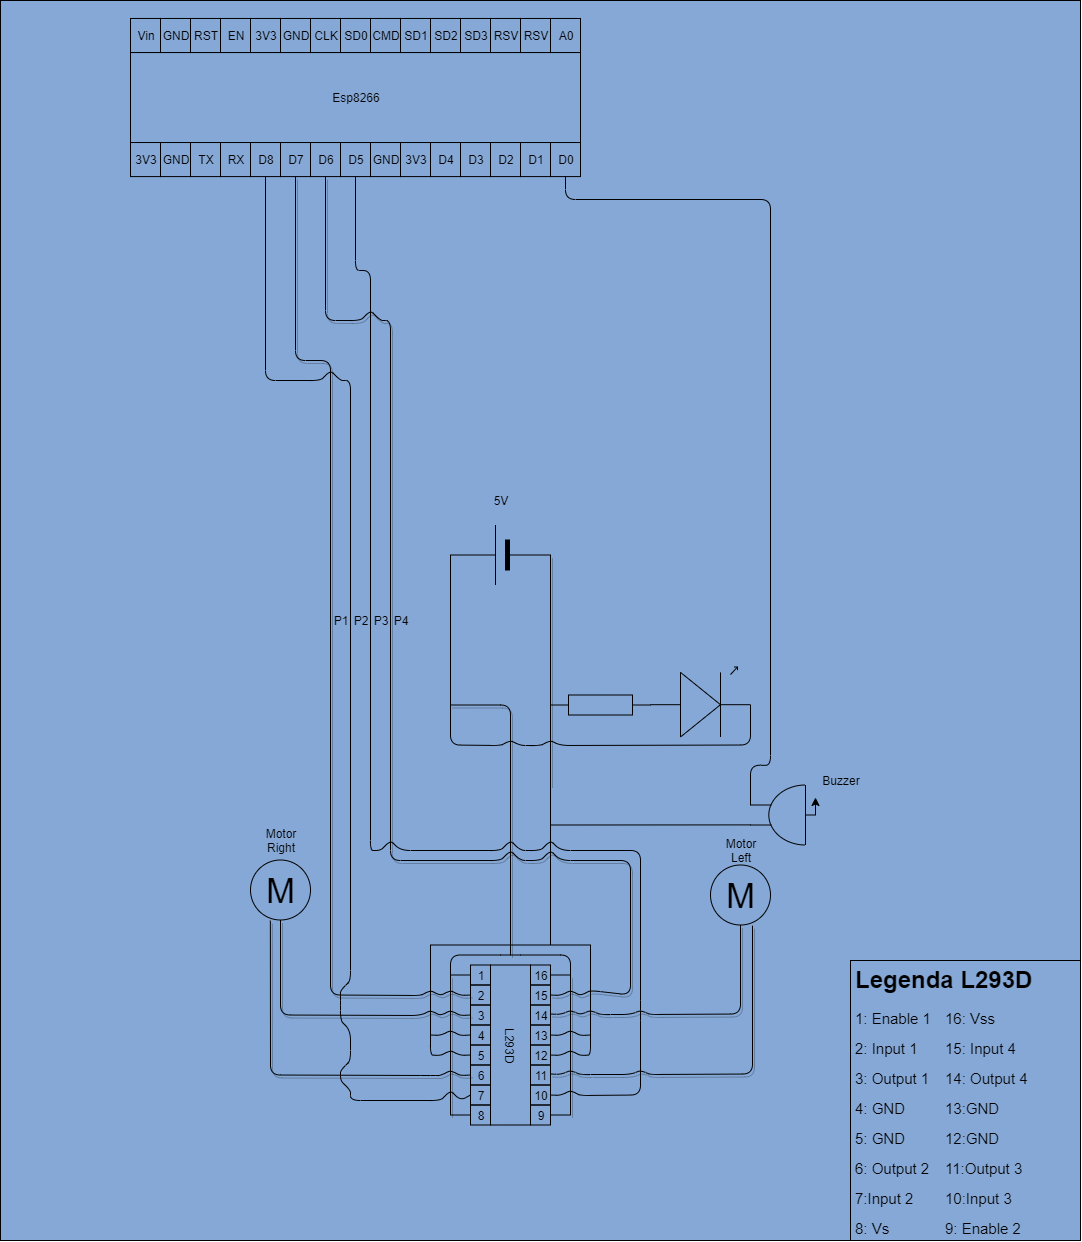 Vin GND RST EN 3V3 GND CLK SD0 CMD SD1 SD2 SD3 RSV RSV A0
Esp8266
3V3 GND TX RX D8 D7 D6 D5 GND 3V3 D4 D3 D2 D1 D0
5V
P1 P2 P3 P4
Buzzer
Motor
Right
M
Motor
Left
M
1 16
2 15
3 14
4 13
5 12
6 11
7 10
8 9
L293D
Legenda L293D
1: Enable 1 16: Vss
2: Input 1 15: Input 4
3: Output 1 14: Output 4
4: GND 13:GND
5: GND 12:GND
6: Output 2 11:Output 3
7:Input 2 10:Input 3
8: Vs 9: Enable 2